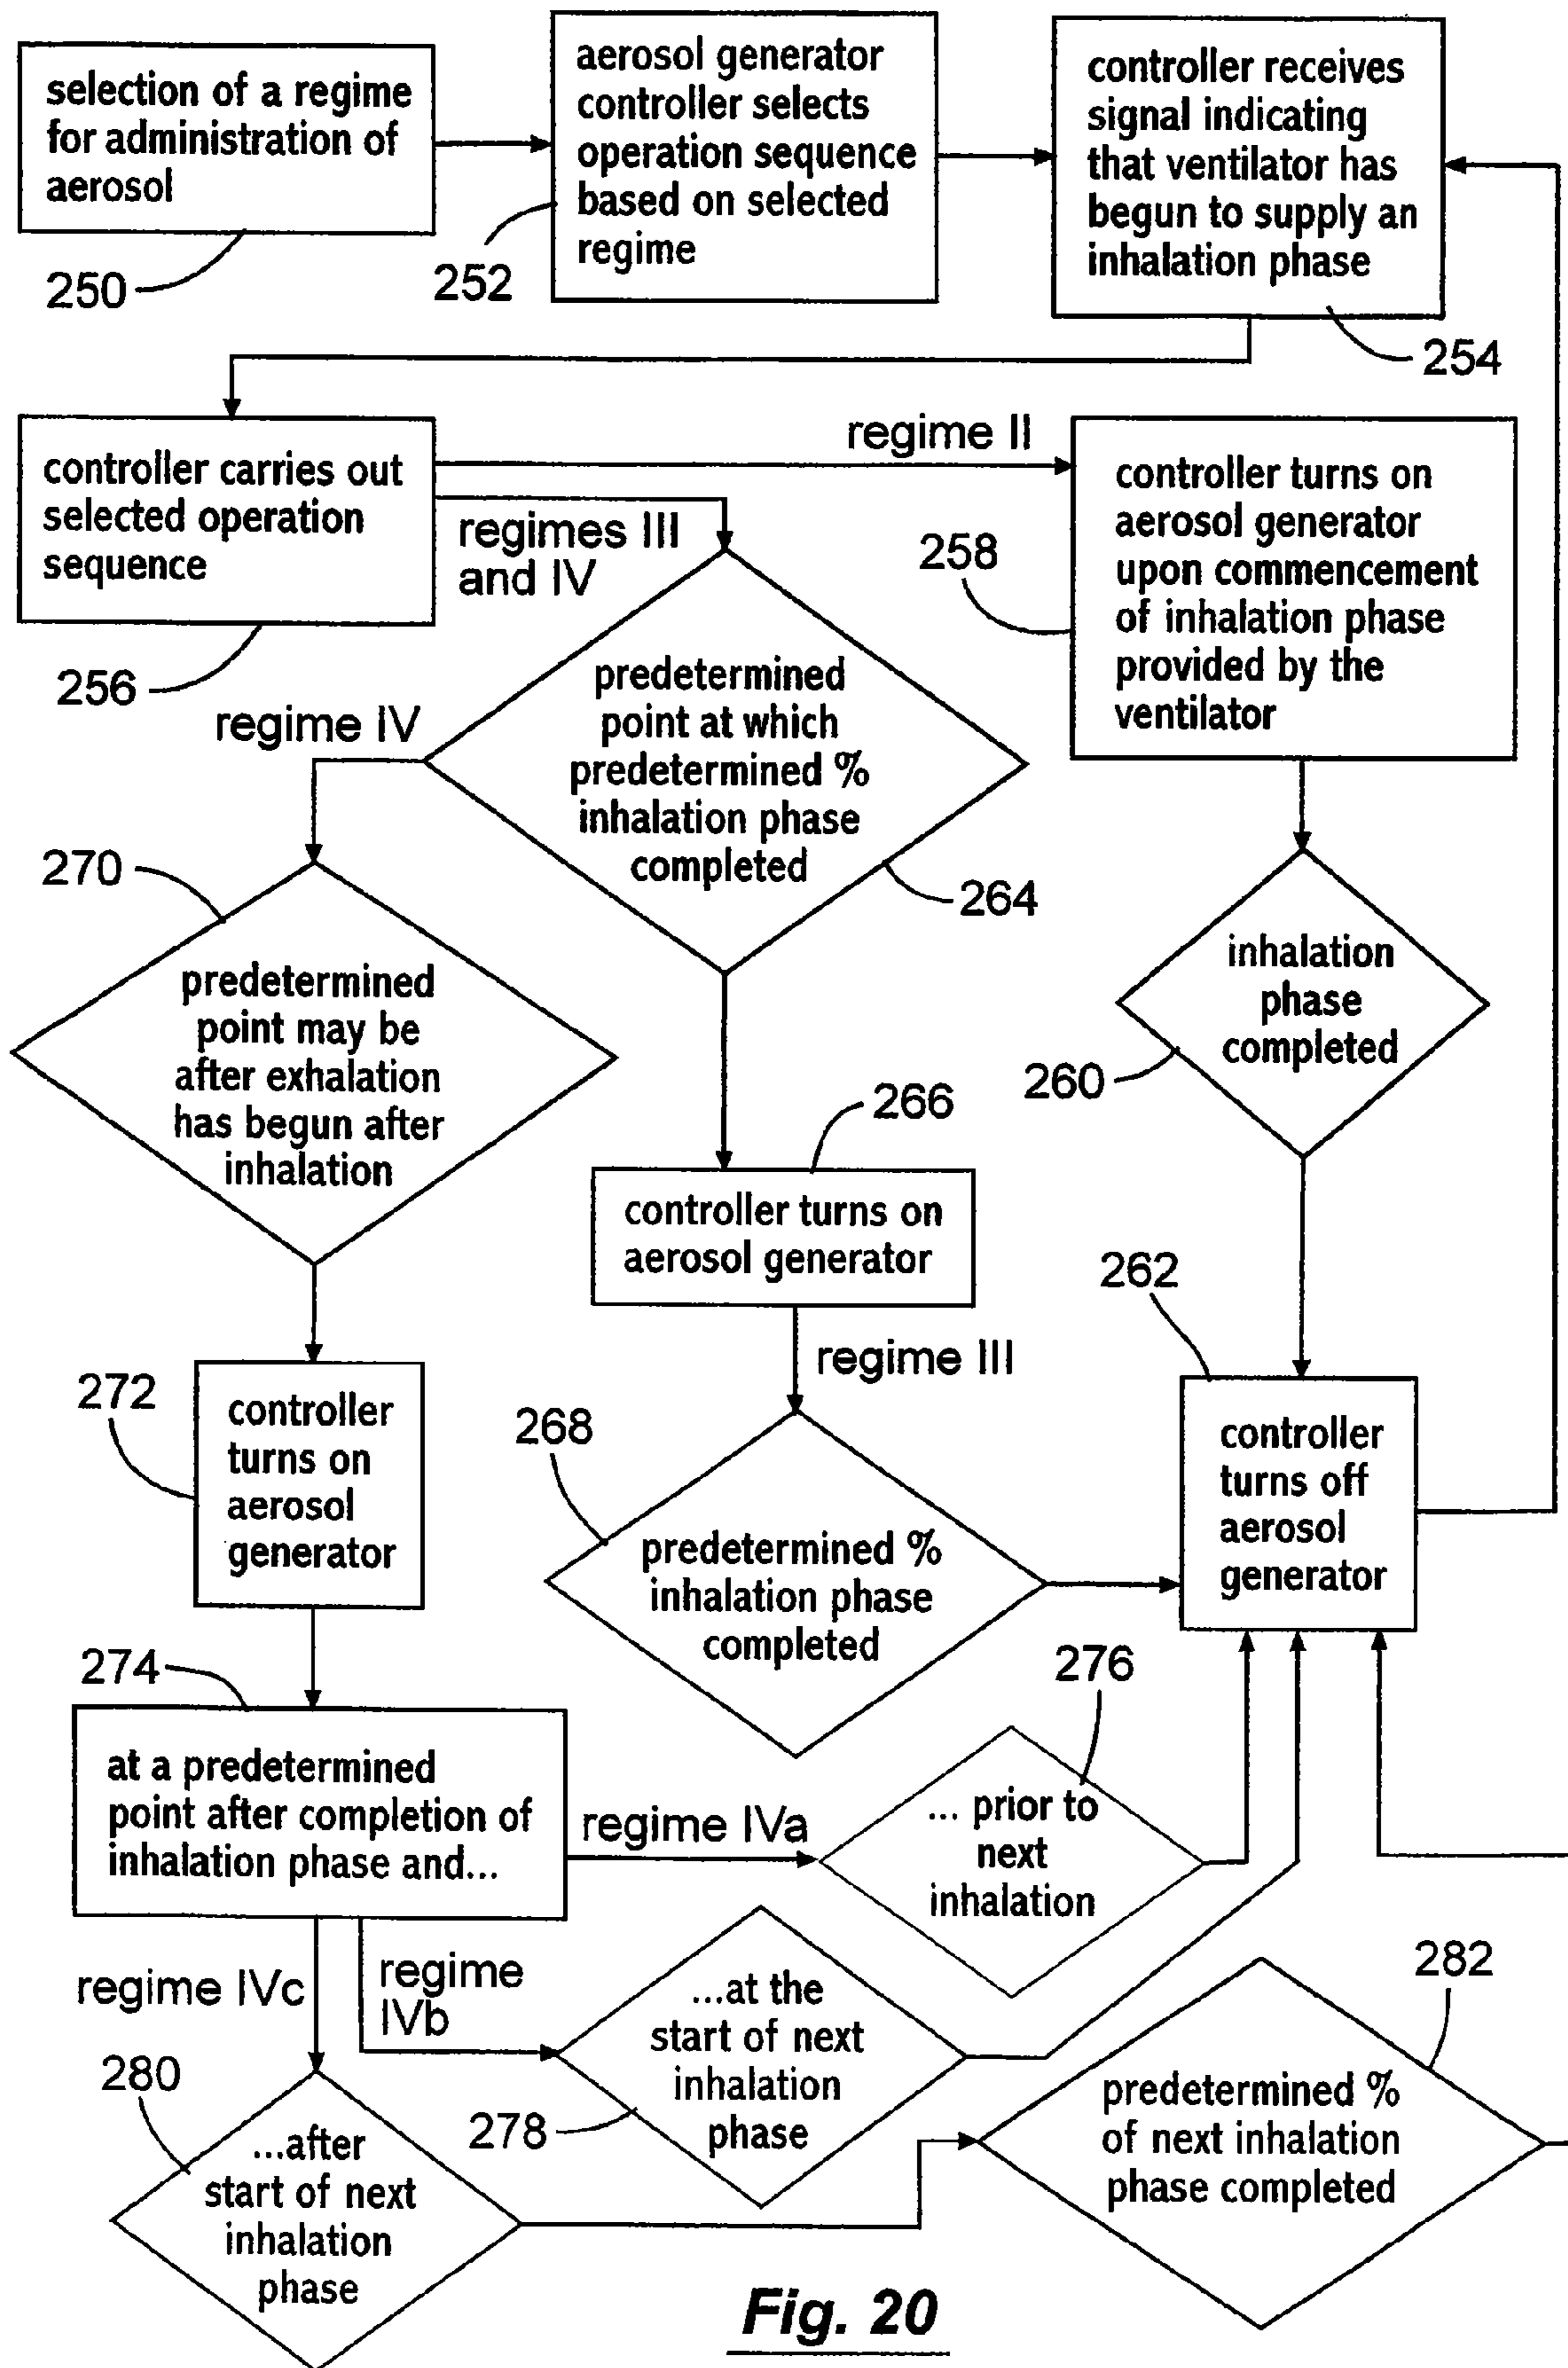 selection of a regime
for administration of
aerosol
250
aerosol generator
controller selects
operation sequence
based on selected
regime
252
controller receives
signal indicating
that ventilator has
begun to supply an
inhalation phase
254
controller carries out
selected operation
sequence
256
regime II
regimes III
and IV
controller turns on
aerosol generator
upon commencement
of inhalation phase
provided by the
ventilator
258
predetermined
point at which
predetermined %
inhalation phase
completed
264
regime IV
270
predetermined
point may be
after exhalation
has begun after
inhalation
inhalation
phase
completed
260
266
controller turns on
aerosol generator
regime III
262
controller
turns off
aerosol
generator
272
controller
turns on
aerosol
generator
268
predetermined %
inhalation phase
completed
274
at a predetermined
point after completion of
inhalation phase and...
regime IVa
276
... prior to
next
inhalation
regime IVc
regime
IVb
...at the
start of next
inhalation
phase
278
280
...after
start of next
inhalation
phase
282
predetermined %
of next inhalation
phase completed
Fig. 20